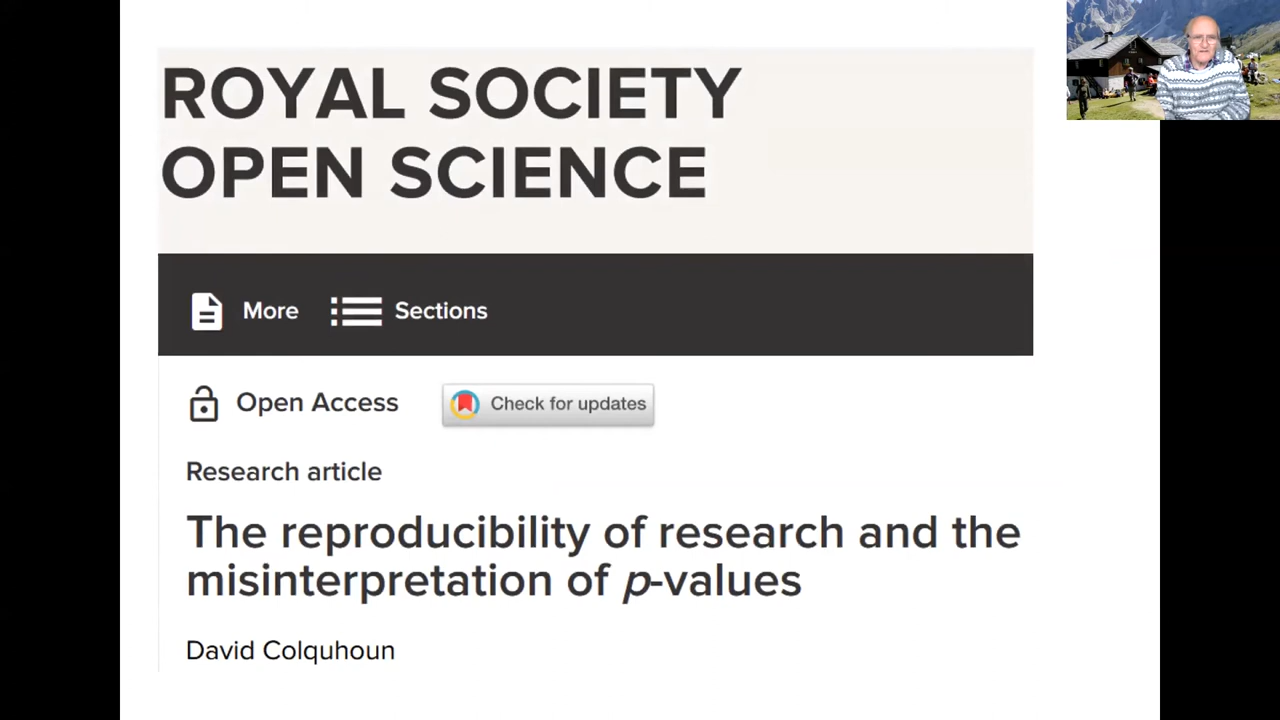 ROYAL SOCIETY
OPEN SCIENCE
More
Sections
Open Access
Check for updates
Research article
The reproducibility of research and the
misinterpretation of p-values
David Colquhoun